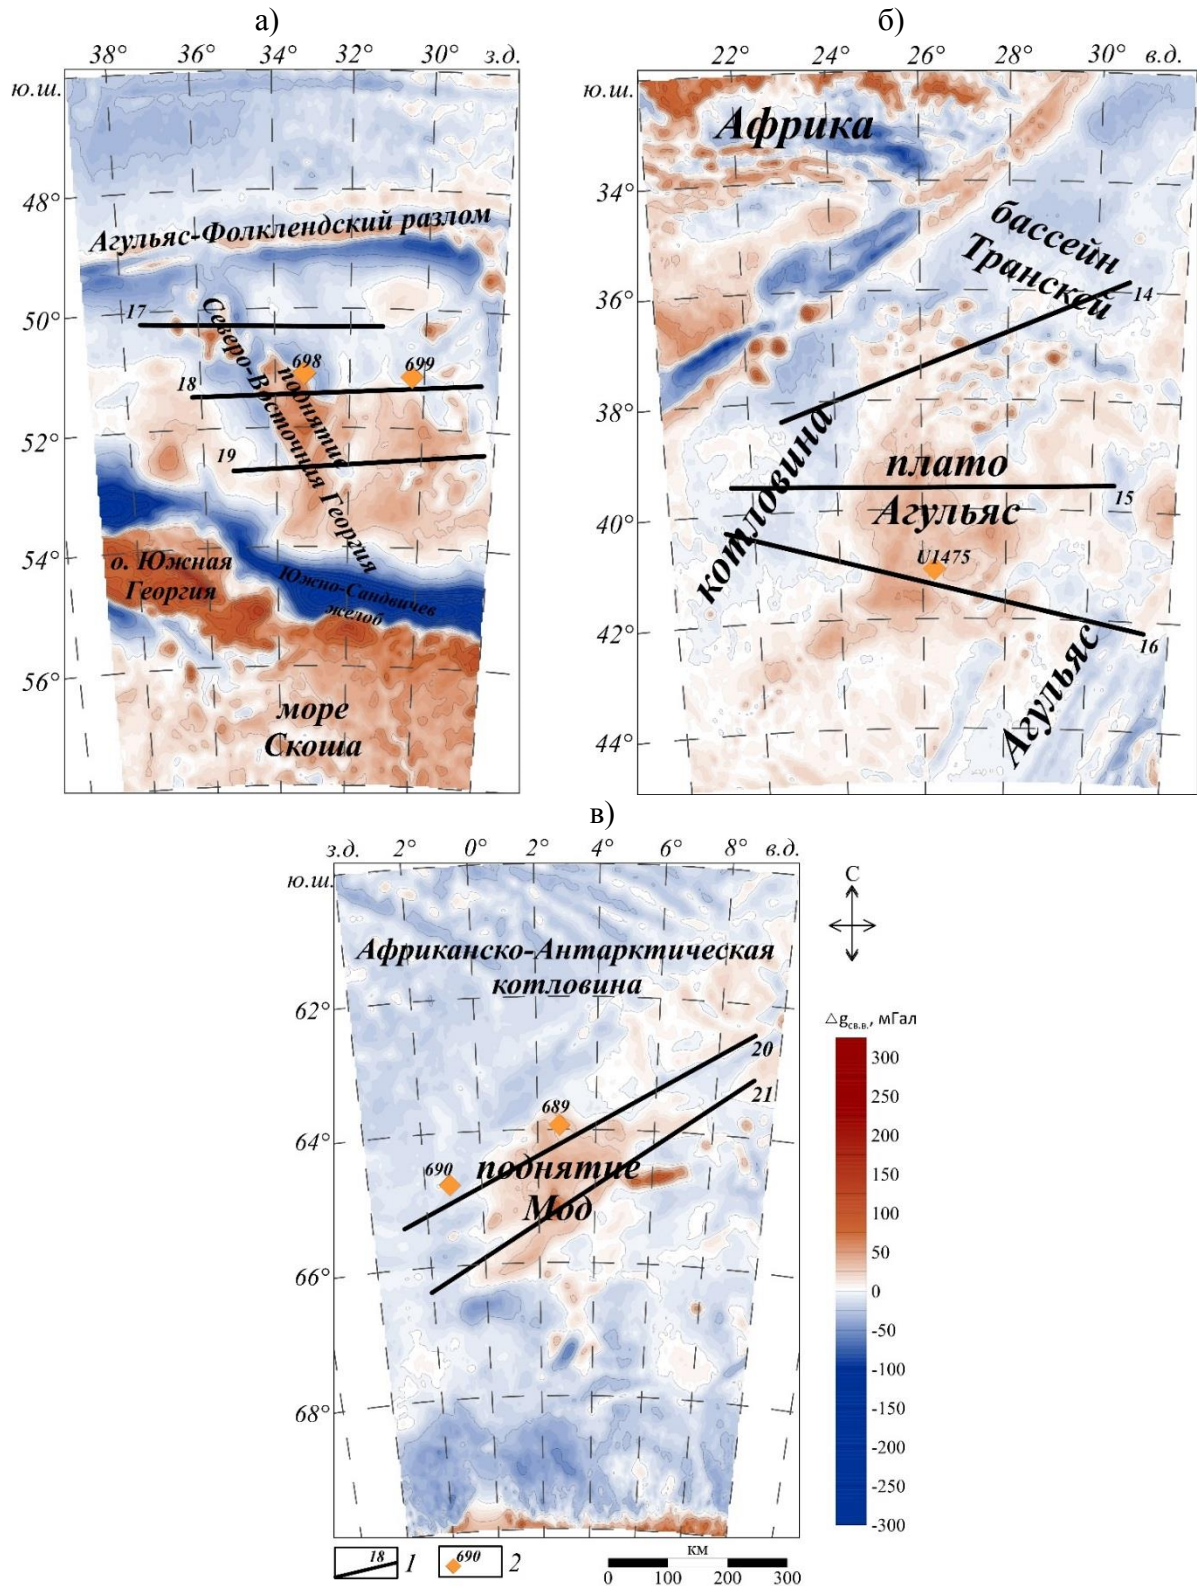 а)
38° 36° 34° 32° 30° з.д.
ю.ш.
48°
Агульяс-Фолклендский разлом
50°
17
Северо-Восточная Георгия
поднятие
698
699
18
52°
19
54°
о. Южная
Георгия
Южно-Сандвичев
желоб
56°
море
Скоша
б)
22° 24° 26° 28° 30° в.д.
ю.ш.
Африка
34°
бассейн
Транскей
14
36°
38°
плато
Агульяс
15
40°
котловина
U1475
42°
16
Агульяс
44°
в)
з.д. 2° 0° 2° 4° 6° 8° в.д.
ю.ш.
С
Африканско-Антарктическая
котловина
62°
20
21
689
64°
690
поднятие
Мод
66°
68°
△gсв.в., мГал
300
250
200
150
100
50
0
-50
-100
-150
-200
-250
-300
18 1
690 2
км
0 100 200 300